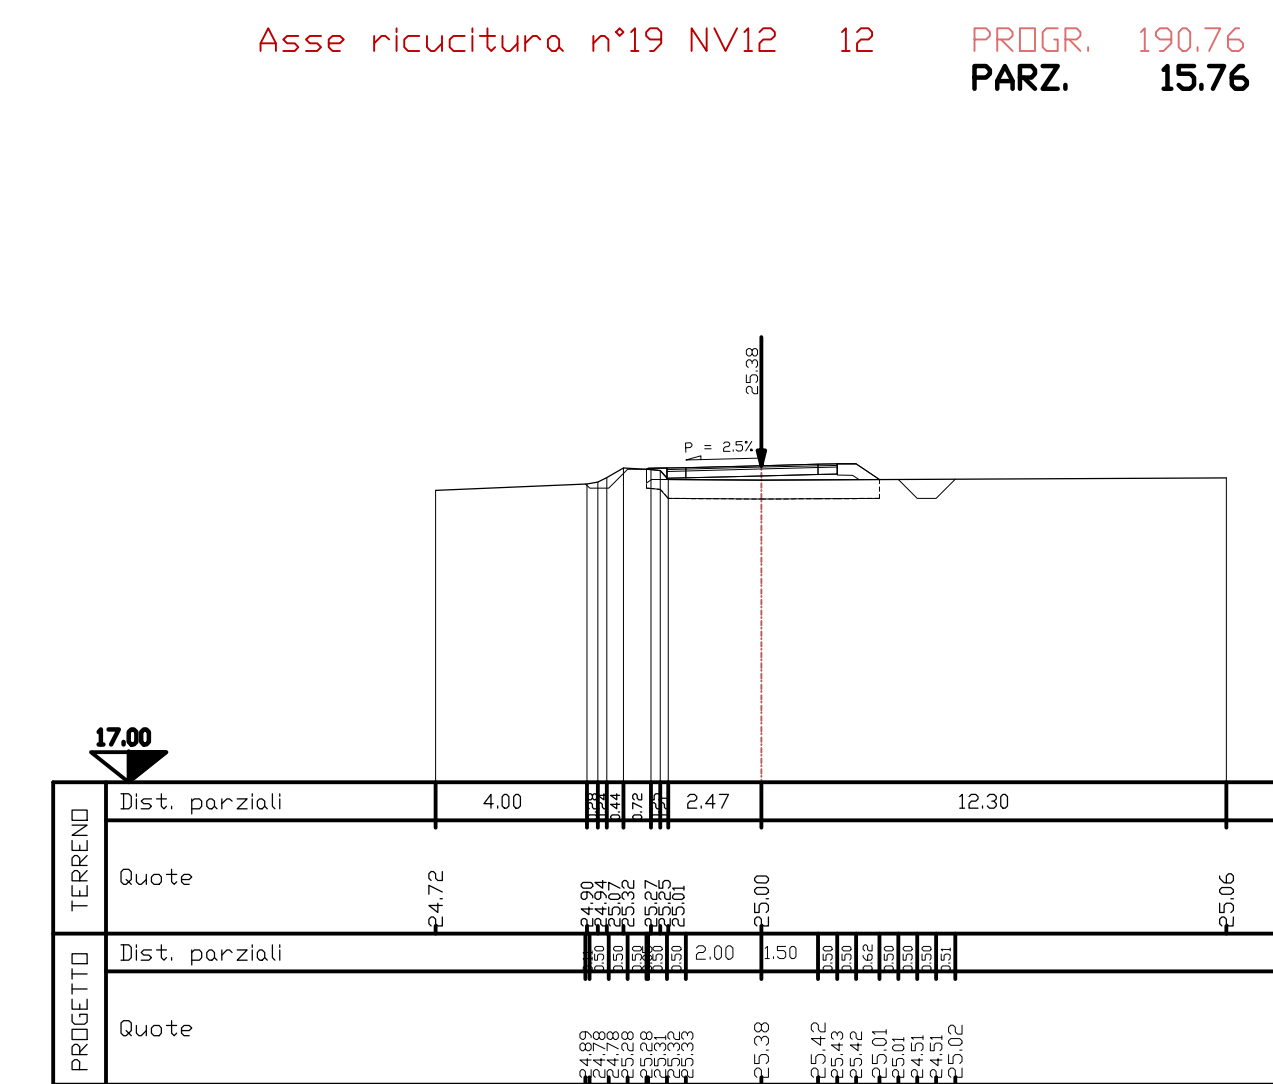 Asse ricucitura n°19 NV12 12 PROGR. 190.76
PARZ. 15.76
25.38
P = 2.5%
17.00
TERRENO
Dist. parziali 4.00 0.44 0.72 2.47 12.30
Quote 24.72 24.90 24.94 25.07 25.32 25.27 25.25 25.01 25.00 25.06
PROGETTO
Dist. parziali 0.50 0.50 0.50 0.50 0.50 2.00 1.50 0.50 0.50 0.62 0.50 0.50 0.50 0.51
Quote 24.89 24.78 24.78 25.28 25.28 25.31 25.32 25.33 25.38 25.42 25.43 25.42 25.01 25.01 24.51 24.51 25.02